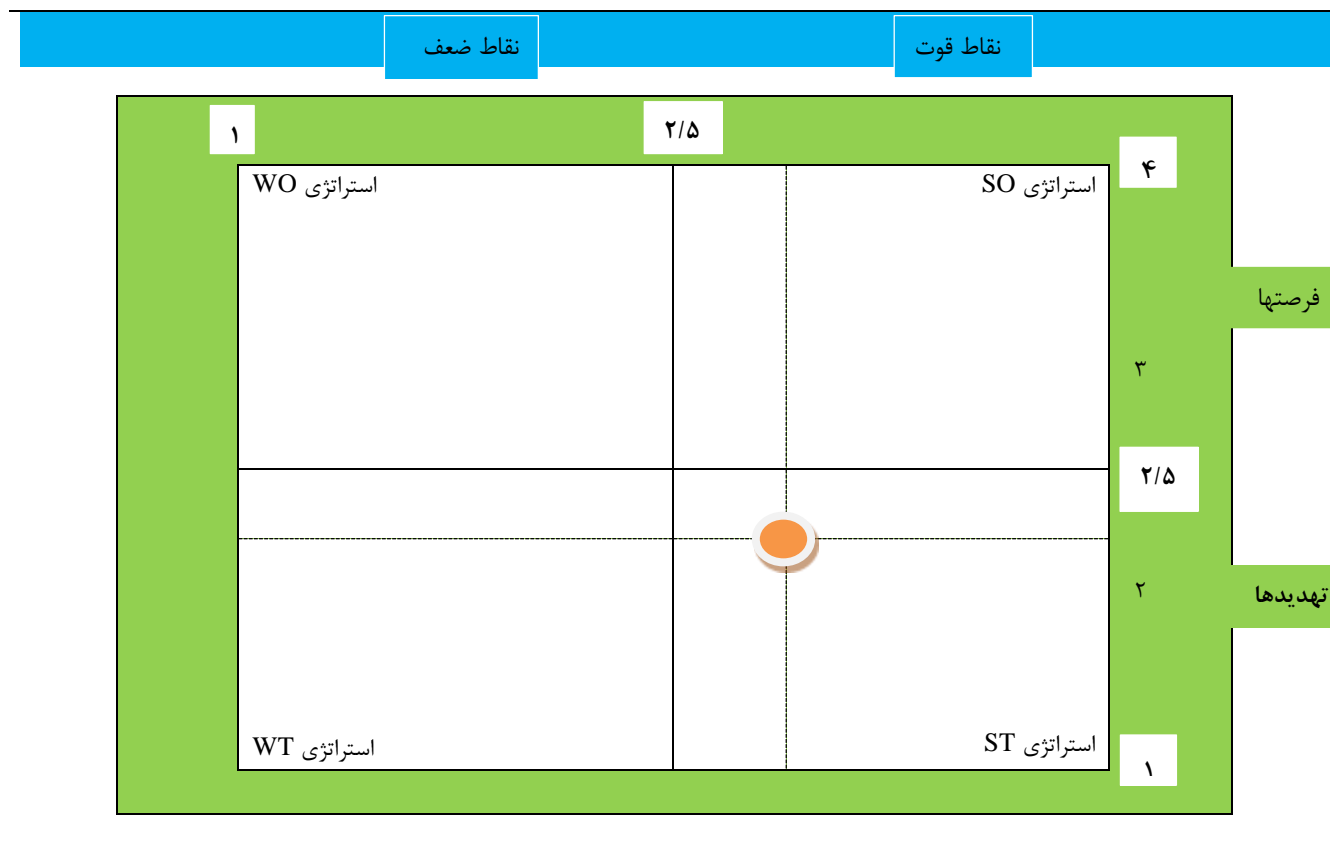 نقاط قوت
نقاط ضعف
۲/۵
۱
۴
استراتژی SO
استراتژی WO
فرصتها
۳
۲/۵
۲
تهدیدها
استراتژی ST
استراتژی WT
۱